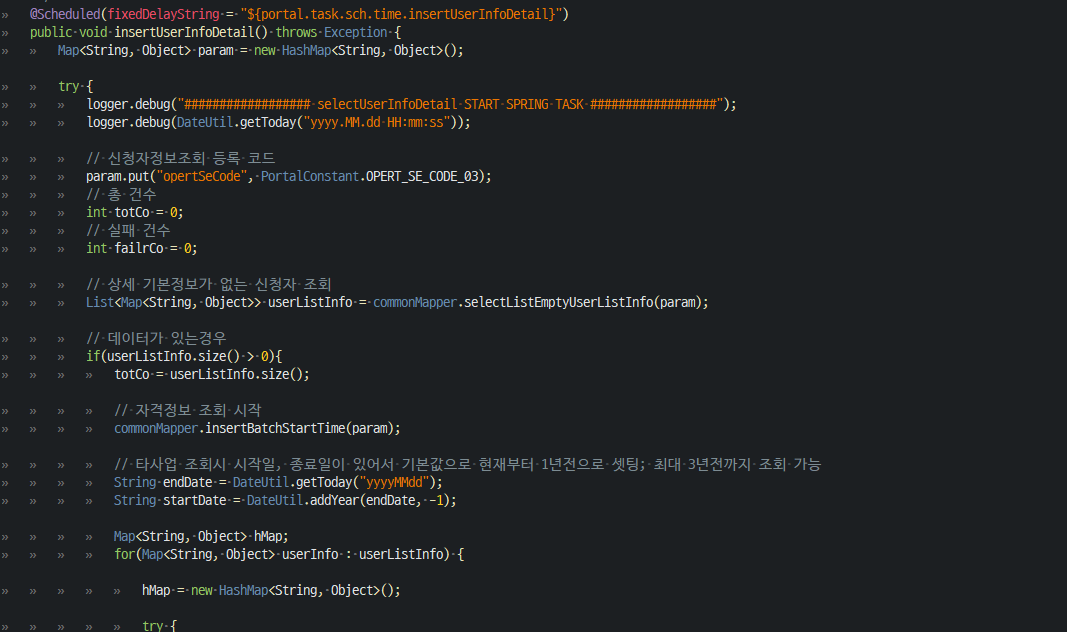 @Scheduled(fixedDelayString = "${portal.task.sch.time.insertUserInfoDetail}")
public void insertUserInfoDetail() throws Exception {
Map<String, Object> param = new HashMap<String, Object>();
try {
logger.debug("################## selectUserInfoDetail START SPRING TASK ##################");
logger.debug(DateUtil.getToday("yyyy.MM.dd HH:mm:ss"));
// 신청자정보조회 등록 코드
param.put("opertSeCode", PortalConstant.OPERT_SE_CODE_03);
// 총 건수
int totCo = 0;
// 실패 건수
int failrCo = 0;
// 상세 기본정보가 없는 신청자 조회
List<Map<String, Object>> userListInfo = commonMapper.selectListEmptyUserListInfo(param);
// 데이터가 있는경우
if(userListInfo.size() > 0){
totCo = userListInfo.size();
// 자격정보 조회 시작
commonMapper.insertBatchStartTime(param);
// 타사업 조회시 시작일, 종료일이 있어서 기본값으로 현재부터 1년전으로 셋팅; 최대 3년전까지 조회 가능
String endDate = DateUtil.getToday("yyyyMMdd");
String startDate = DateUtil.addYear(endDate, -1);
Map<String, Object> hMap;
for(Map<String, Object> userInfo : userListInfo) {
hMap = new HashMap<String, Object>();
try {